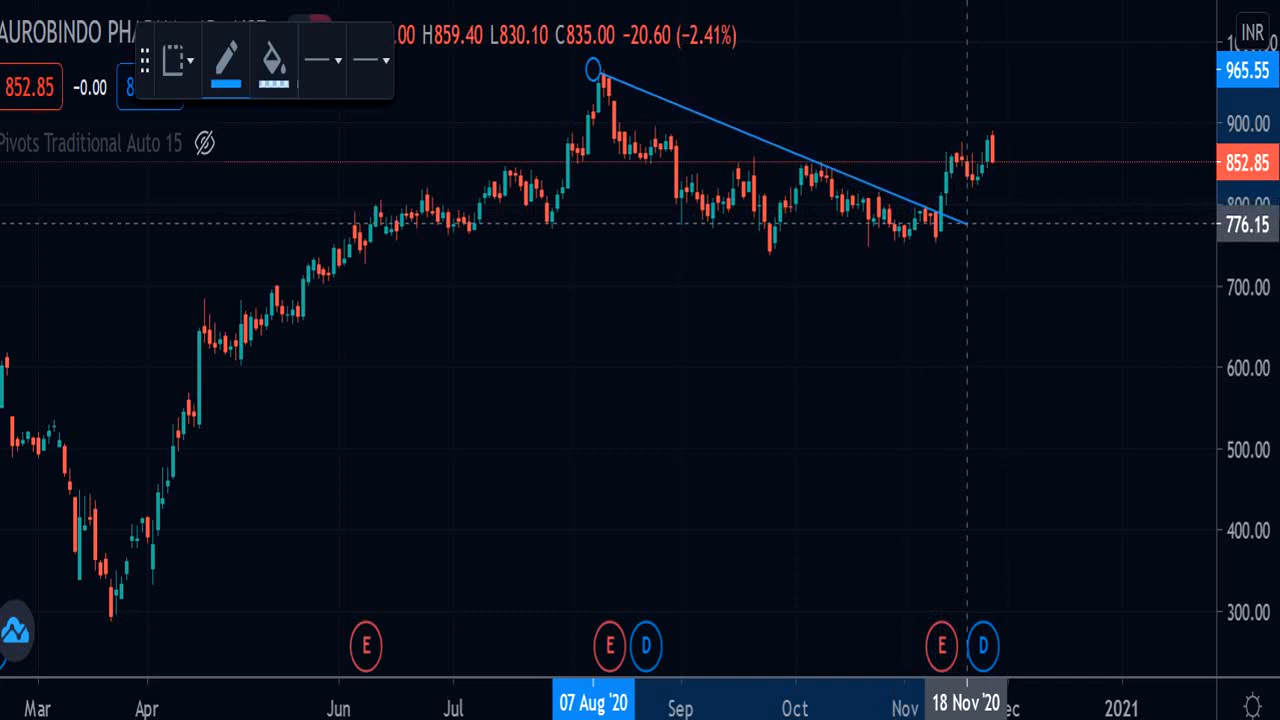 AUROBINDO
.00 H859.40 L830.10 C835.00 −20.60 (−2.41%)
INR
965.55
852.85 −0.00 8
900.00
Pivots Traditional Auto 15
852.85
800.00
776.15
700.00
600.00
500.00
400.00
300.00
E E D E D
Mar Apr Jun Jul 07 Aug '20 Sep Oct Nov 18 Nov '20 ec 2021